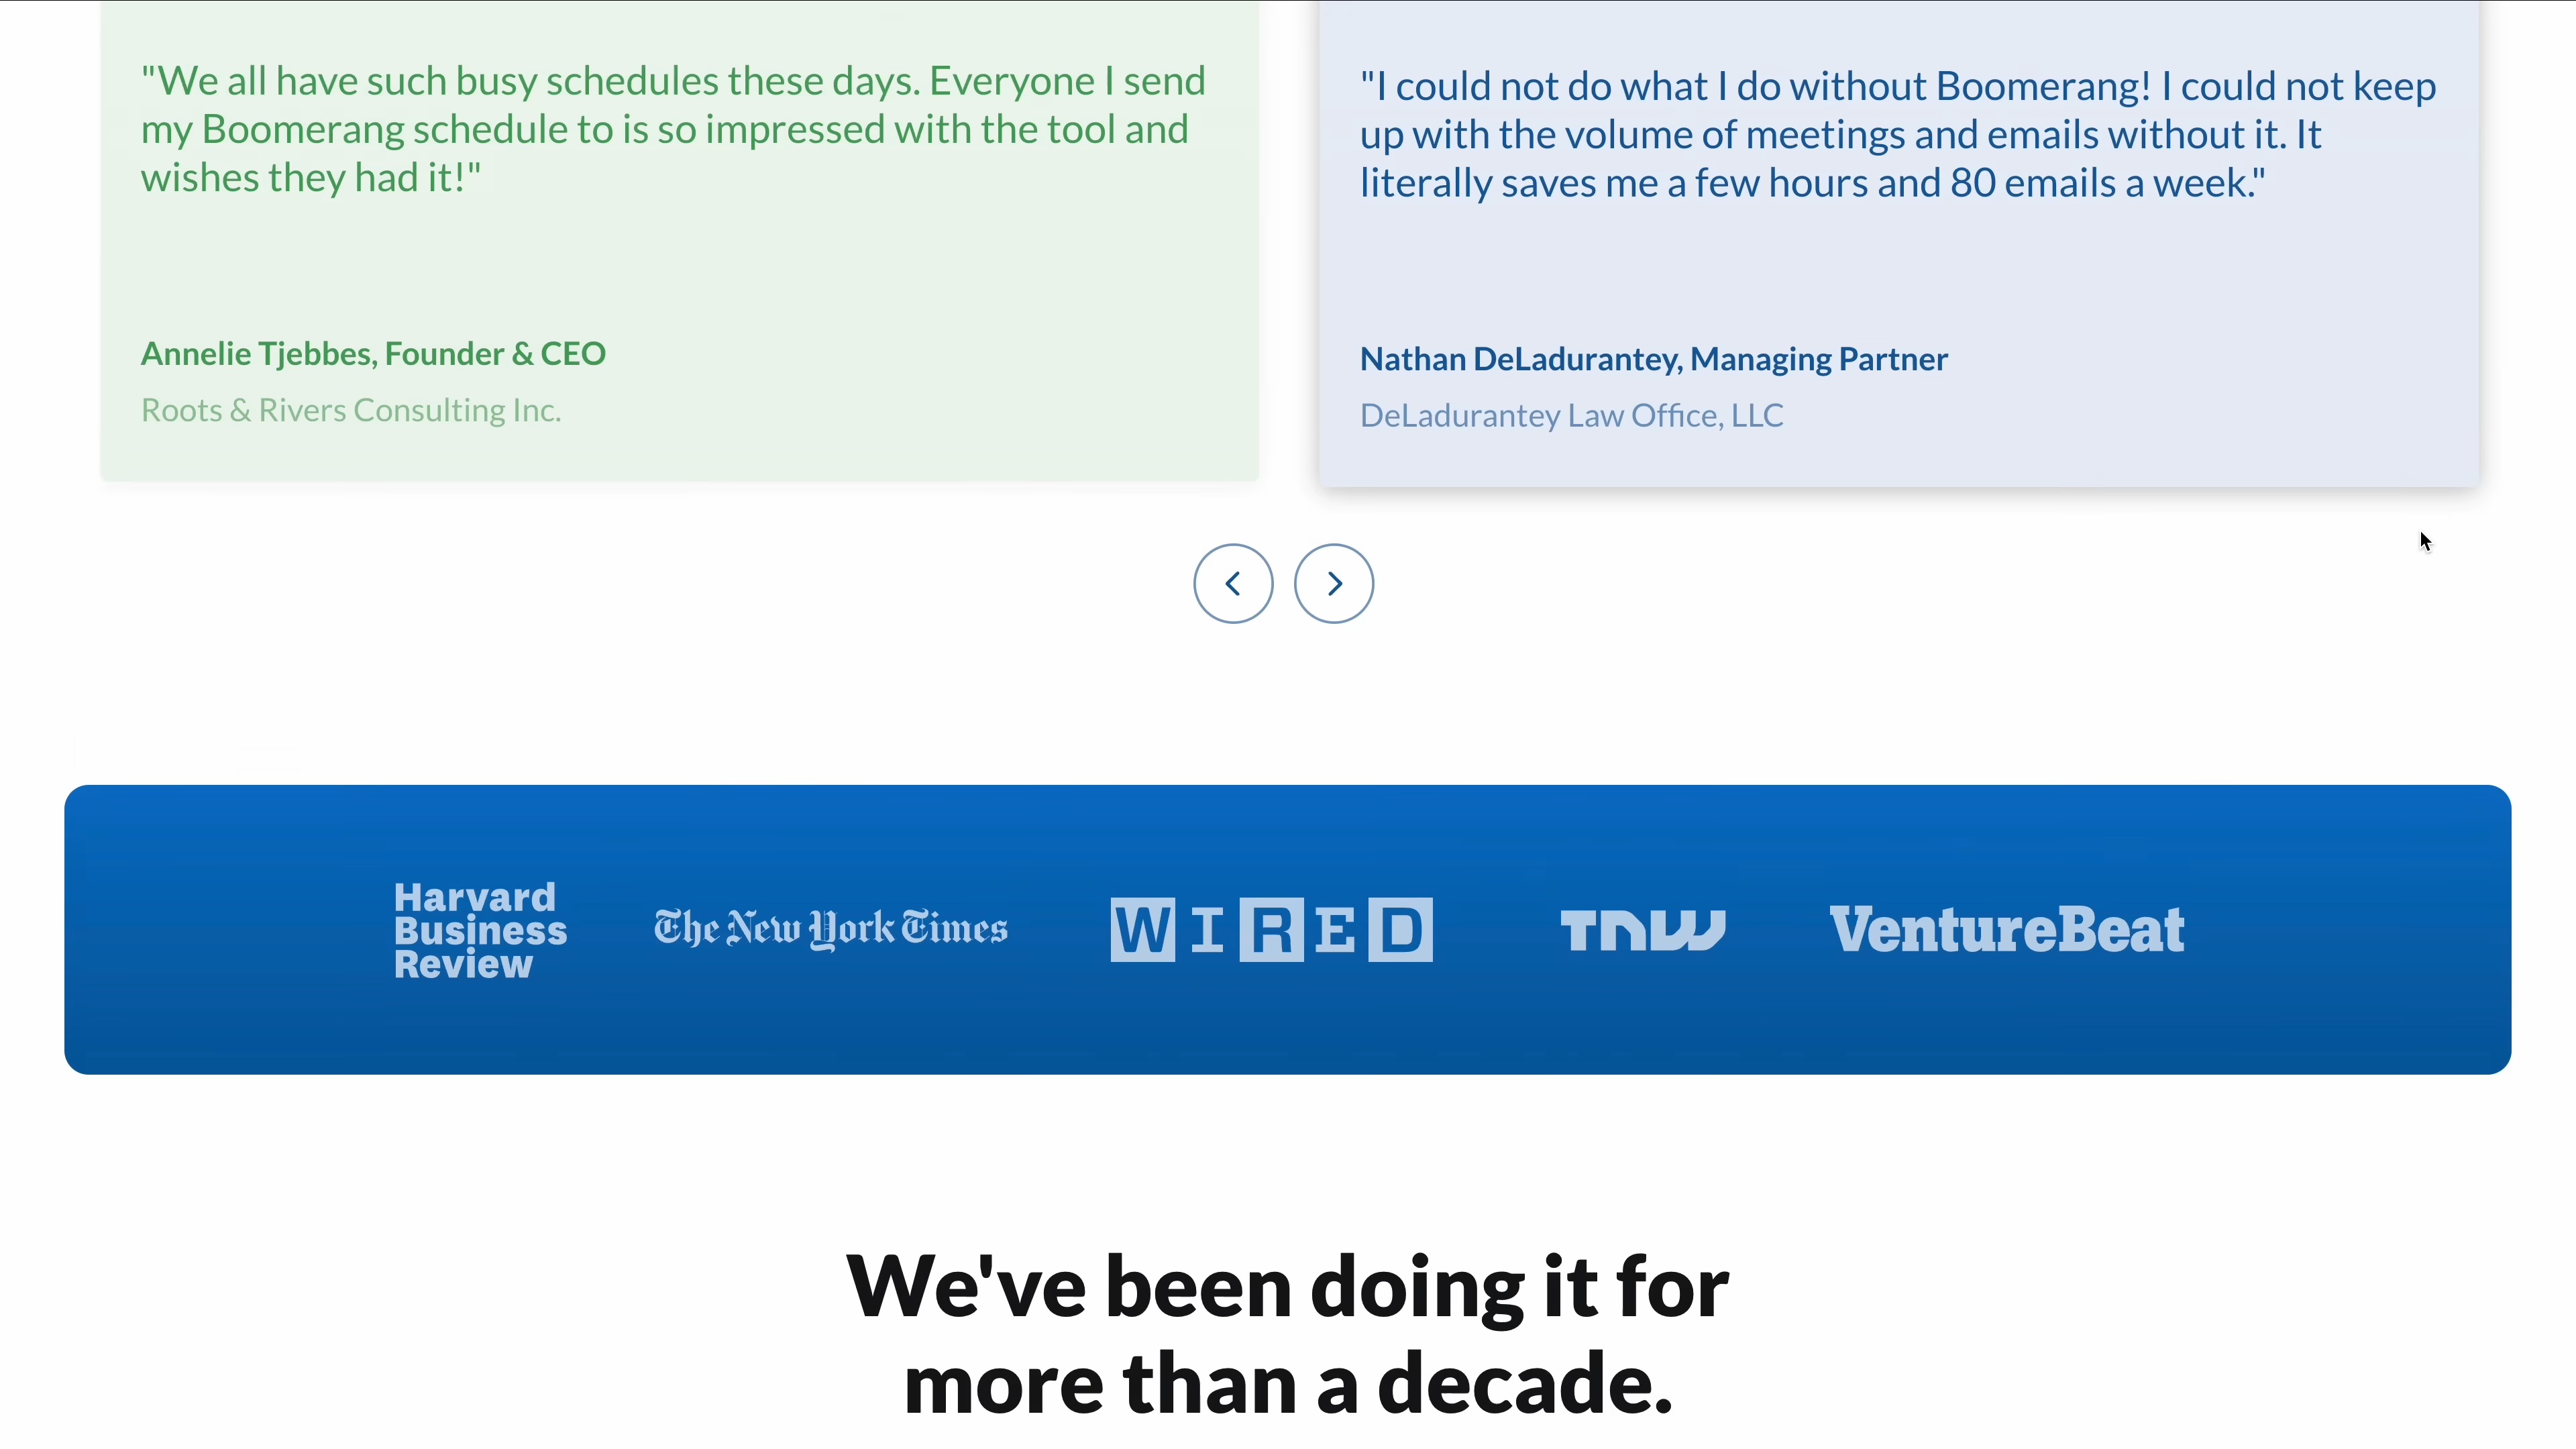 "We all have such busy schedules these days. Everyone I send
my Boomerang schedule to is so impressed with the tool and
wishes they had it!"
Annelie Tjebbes, Founder & CEO
Roots & Rivers Consulting Inc.
"I could not do what I do without Boomerang! I could not keep
up with the volume of meetings and emails without it. It
literally saves me a few hours and 80 emails a week."
Nathan DeLadurantey, Managing Partner
DeLadurantey Law Office, LLC
Harvard
Business
Review
The New York Times
WIRED
TNW
VentureBeat
We've been doing it for
more than a decade.